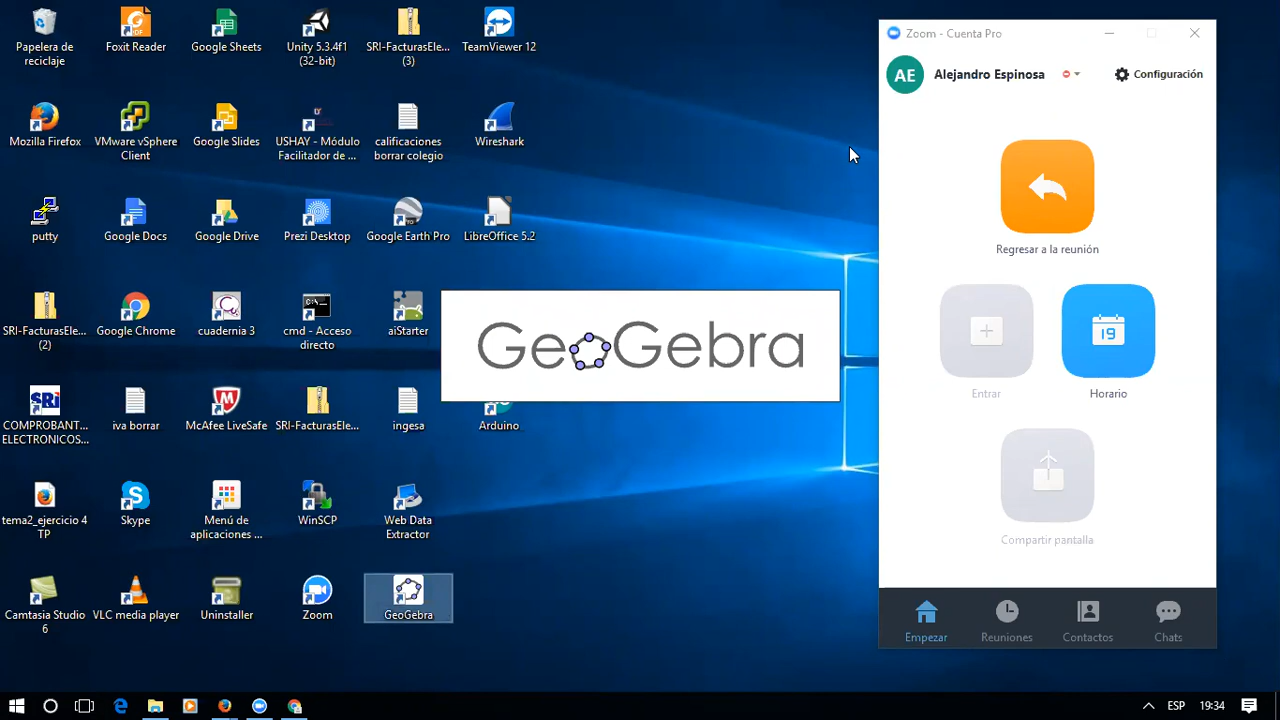 Papelera de
reciclaje
Foxit Reader
Google Sheets
Unity 5.3.4f1
(32-bit)
SRI-FacturasEle...
(3)
TeamViewer 12
Mozilla Firefox
VMware vSphere
Client
Google Slides
USHAY - Módulo
Facilitador de ...
calificaciones
borrar colegio
Wireshark
putty
Google Docs
Google Drive
Prezi Desktop
Google Earth Pro
LibreOffice 5.2
SRI-FacturasEle...
(2)
Google Chrome
cuadernia 3
cmd - Acceso
directo
aiStarter
SRi
COMPROBANT...
ELECTRONICOS...
iva borrar
McAfee LiveSafe
SRI-FacturasEle...
ingesa
Arduino
tema2_ejercicio 4
TP
Skype
Menú de
aplicaciones ...
WinSCP
Web Data
Extractor
Camtasia Studio
6
VLC media player
Uninstaller
Zoom
GeoGebra
GeoGebra
Zoom - Cuenta Pro
AE
Alejandro Espinosa
Configuración
Regresar a la reunión
19
Entrar
Horario
Compartir pantalla
Empezar
Reuniones
Contactos
Chats
ESP
19:34